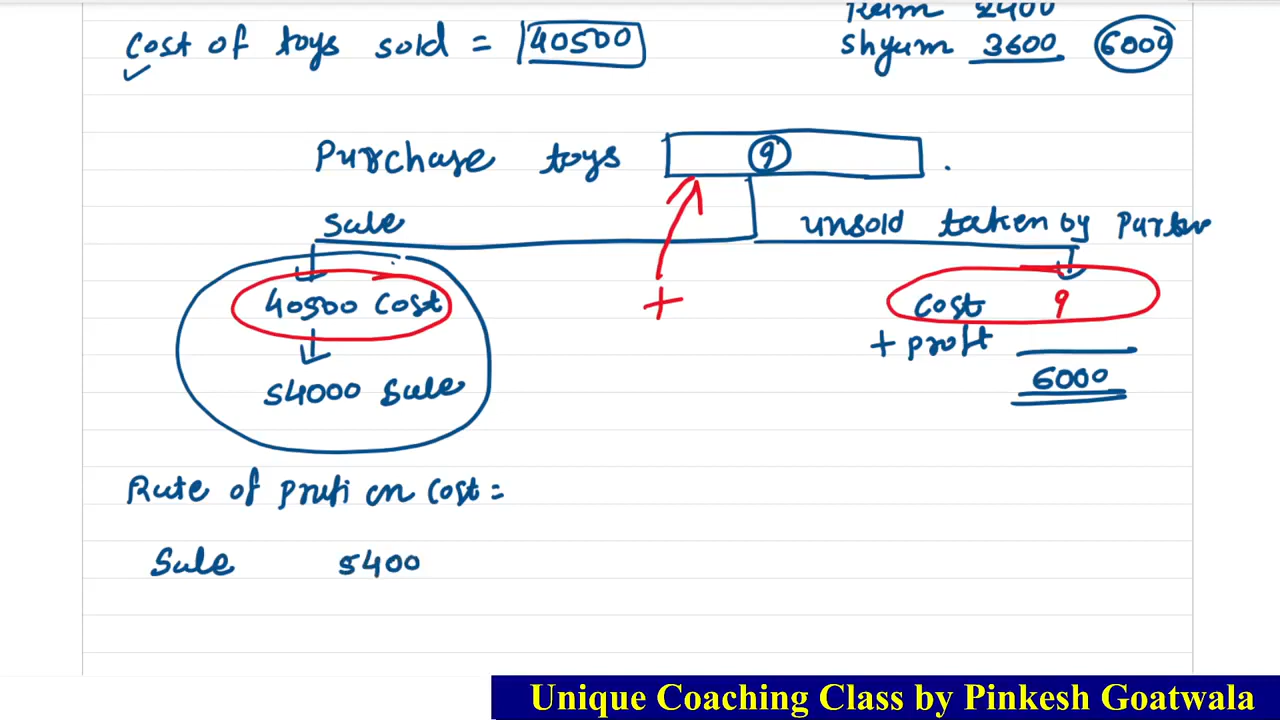 Ram 2400
Cost of toys sold = 40500
Shyam 3600 6000
Purchase toys ? .
Sale
unsold taken by Partner
40500 Cost
+
Cost ?
+ profit
54000 Sale
6000
Rate of profi on cost =
Sale 5400
Unique Coaching Class by Pinkesh Goatwala